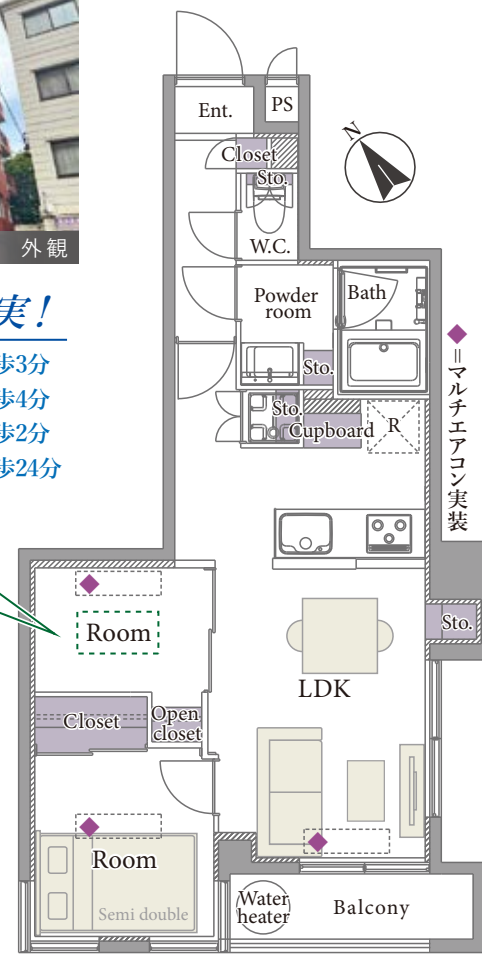 外観
実！
歩3分
歩4分
歩2分
歩24分
Ent.
PS
N
Closet
Sto.
W.C.
Powder
room
Bath
Sto.
Sto.
Cupboard
R
◆=マルチエアコン実装
Room
Sto.
LDK
Closet
Open
closet
Room
Semi double
Water
heater
Balcony